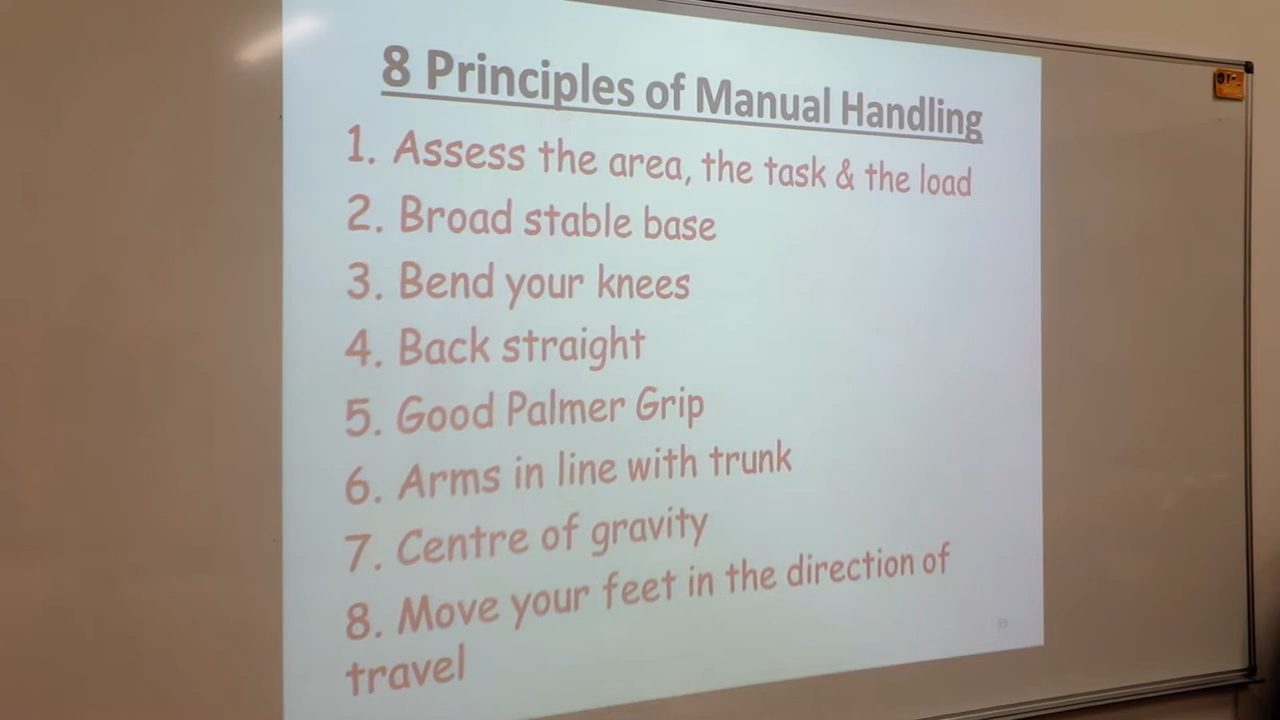 8 Principles of Manual Handling
1. Assess the area, the task & the load
2. Broad stable base
3. Bend your knees
4. Back straight
5. Good Palmer Grip
6. Arms in line with trunk
7. Centre of gravity
8. Move your feet in the direction of
travel